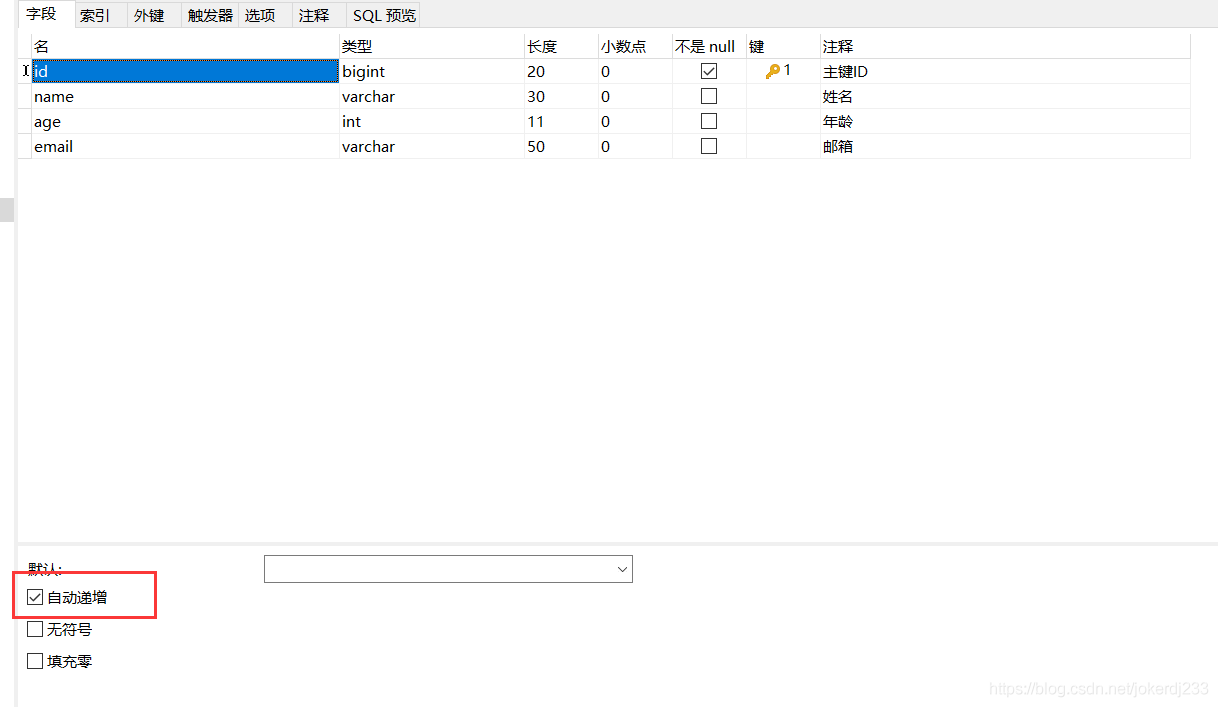 字段 索引 外键 触发器 选项 注释 SQL 预览
名 类型 长度 小数点 不是 null 键 注释
id bigint 20 0 1 主键ID
name varchar 30 0 姓名
age int 11 0 年龄
email varchar 50 0 邮箱
默认:
自动递增
无符号
填充零
https://blog.csdn.net/jokerdj233